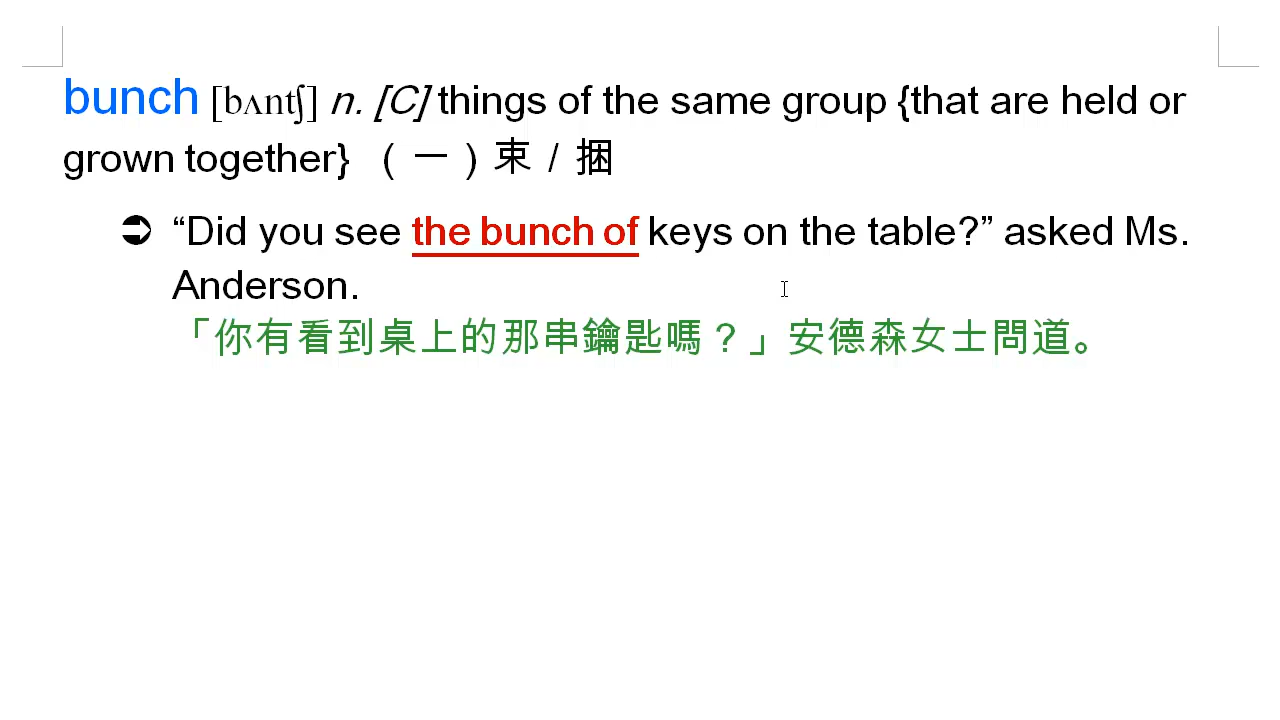 bunch [bʌntʃ] n. [C] things of the same group {that are held or
grown together} （一）束 / 捆
➲ “Did you see the bunch of keys on the table?” asked Ms.
Anderson.
「你有看到桌上的那串鑰匙嗎？」安德森女士問道。